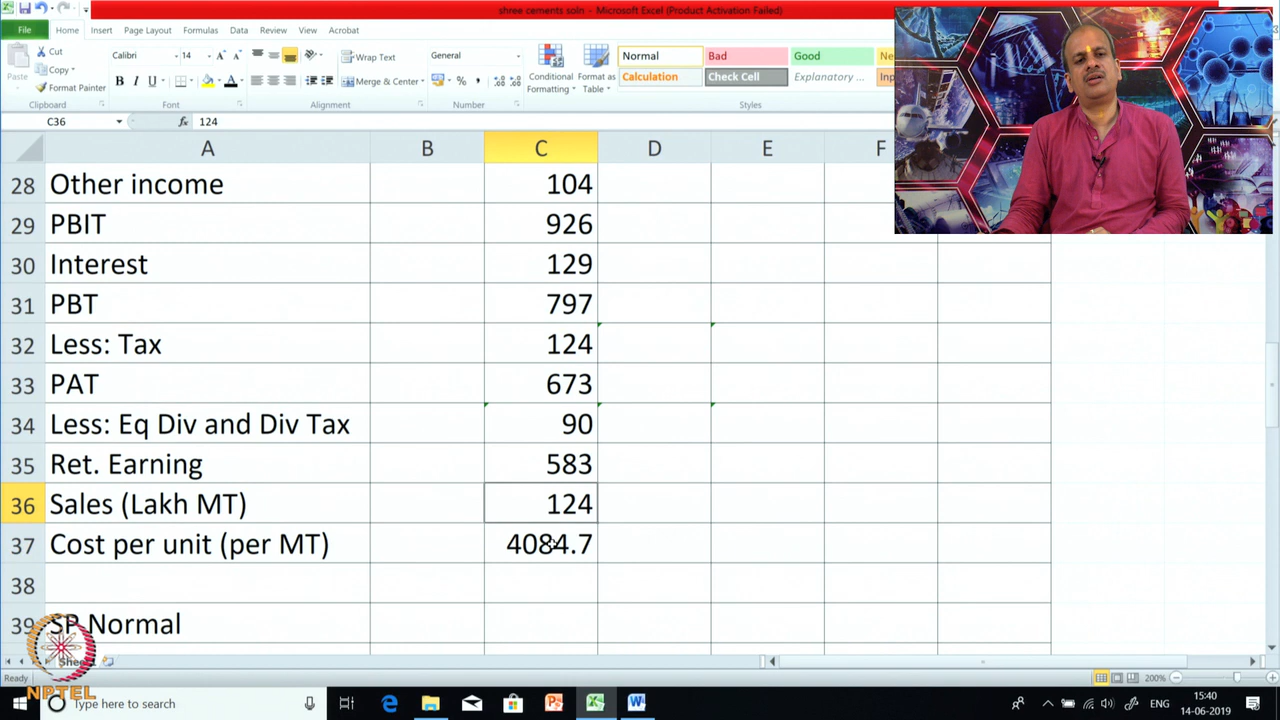 shree cements soln - Microsoft Excel (Product Activation Failed)
File Home Insert Page Layout Formulas Data Review View Acrobat
Cut Calibri 14 Wrap Text General Normal Bad Good
Copy Calculation Check Cell Explanatory ...
Paste Format Painter B I U Merge & Center Conditional Formatting Format as Table
Clipboard Font Alignment Number Styles
C36 fx 124
A B C D E F
28 Other income 104
29 PBIT 926
30 Interest 129
31 PBT 797
32 Less: Tax 124
33 PAT 673
34 Less: Eq Div and Div Tax 90
35 Ret. Earning 583
36 Sales (Lakh MT) 124
37 Cost per unit (per MT) 4084.7
38
39 SP Normal
Ready 200%
NPTEL
Type here to search ENG 15:40
14-06-2019